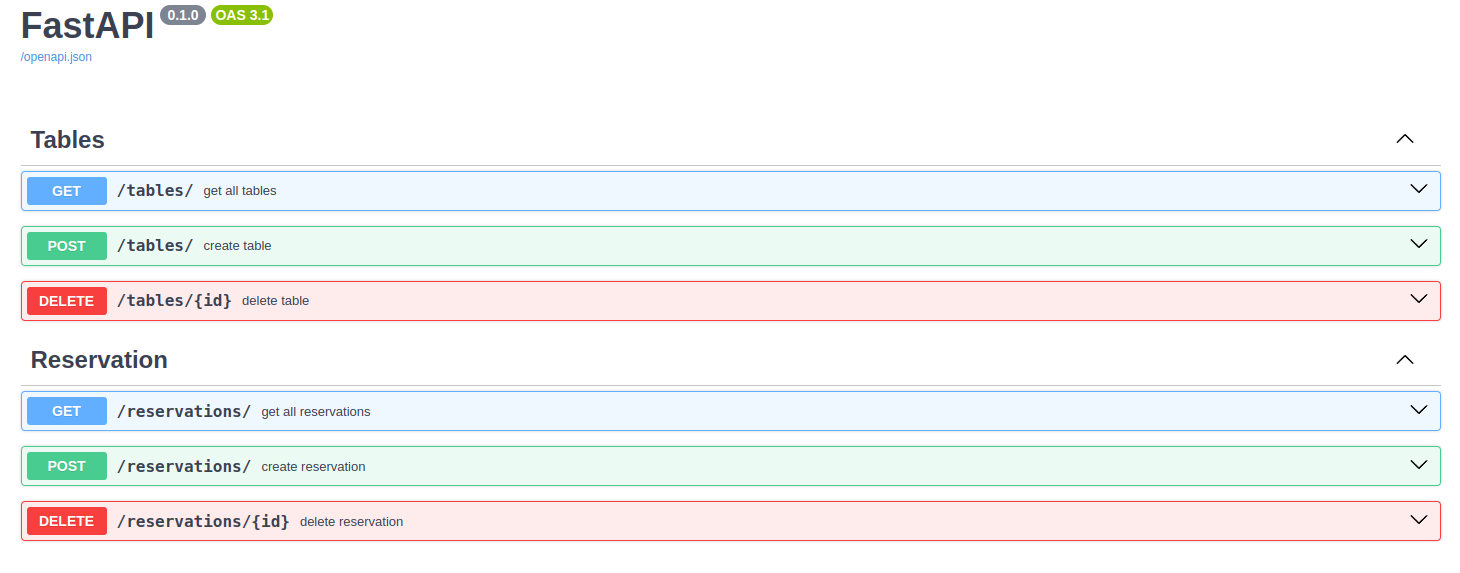 FastAPI 0.1.0 OAS 3.1
/openapi.json
Tables
GET /tables/ get all tables
POST /tables/ create table
DELETE /tables/{id} delete table
Reservation
GET /reservations/ get all reservations
POST /reservations/ create reservation
DELETE /reservations/{id} delete reservation